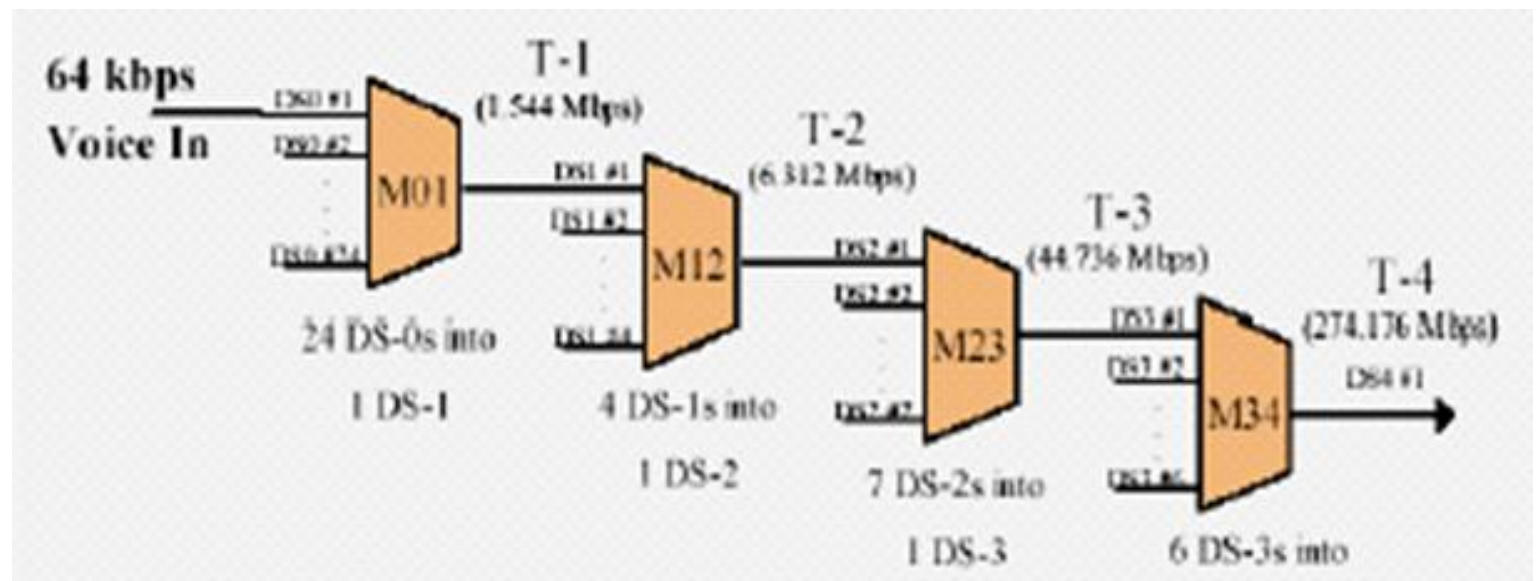 64 kbps
Voice In
DS0 #1
DS0 #2
DS0 #24
M01
24 DS-0s into
1 DS-1
T-1
(1.544 Mbps)
DS1 #1
DS1 #2
DS1 #4
M12
4 DS-1s into
1 DS-2
T-2
(6.312 Mbps)
DS2 #1
DS2 #2
DS2 #7
M23
7 DS-2s into
1 DS-3
T-3
(44.736 Mbps)
DS3 #1
DS3 #2
DS3 #6
M34
6 DS-3s into
T-4
(274.176 Mbps)
DS4 #1